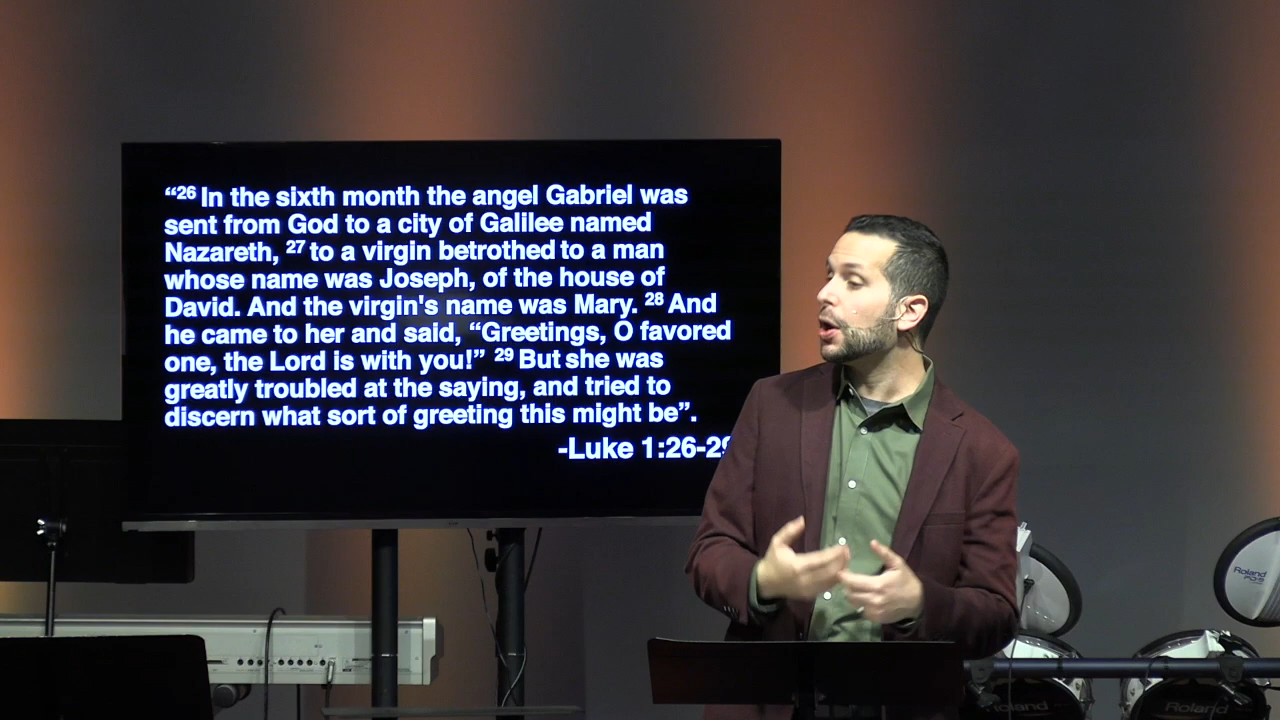 “26 In the sixth month the angel Gabriel was
sent from God to a city of Galilee named
Nazareth, 27 to a virgin betrothed to a man
whose name was Joseph, of the house of
David. And the virgin's name was Mary. 28 And
he came to her and said, “Greetings, O favored
one, the Lord is with you!” 29 But she was
greatly troubled at the saying, and tried to
discern what sort of greeting this might be”.
-Luke 1:26-29
Roland
Roland
Roland